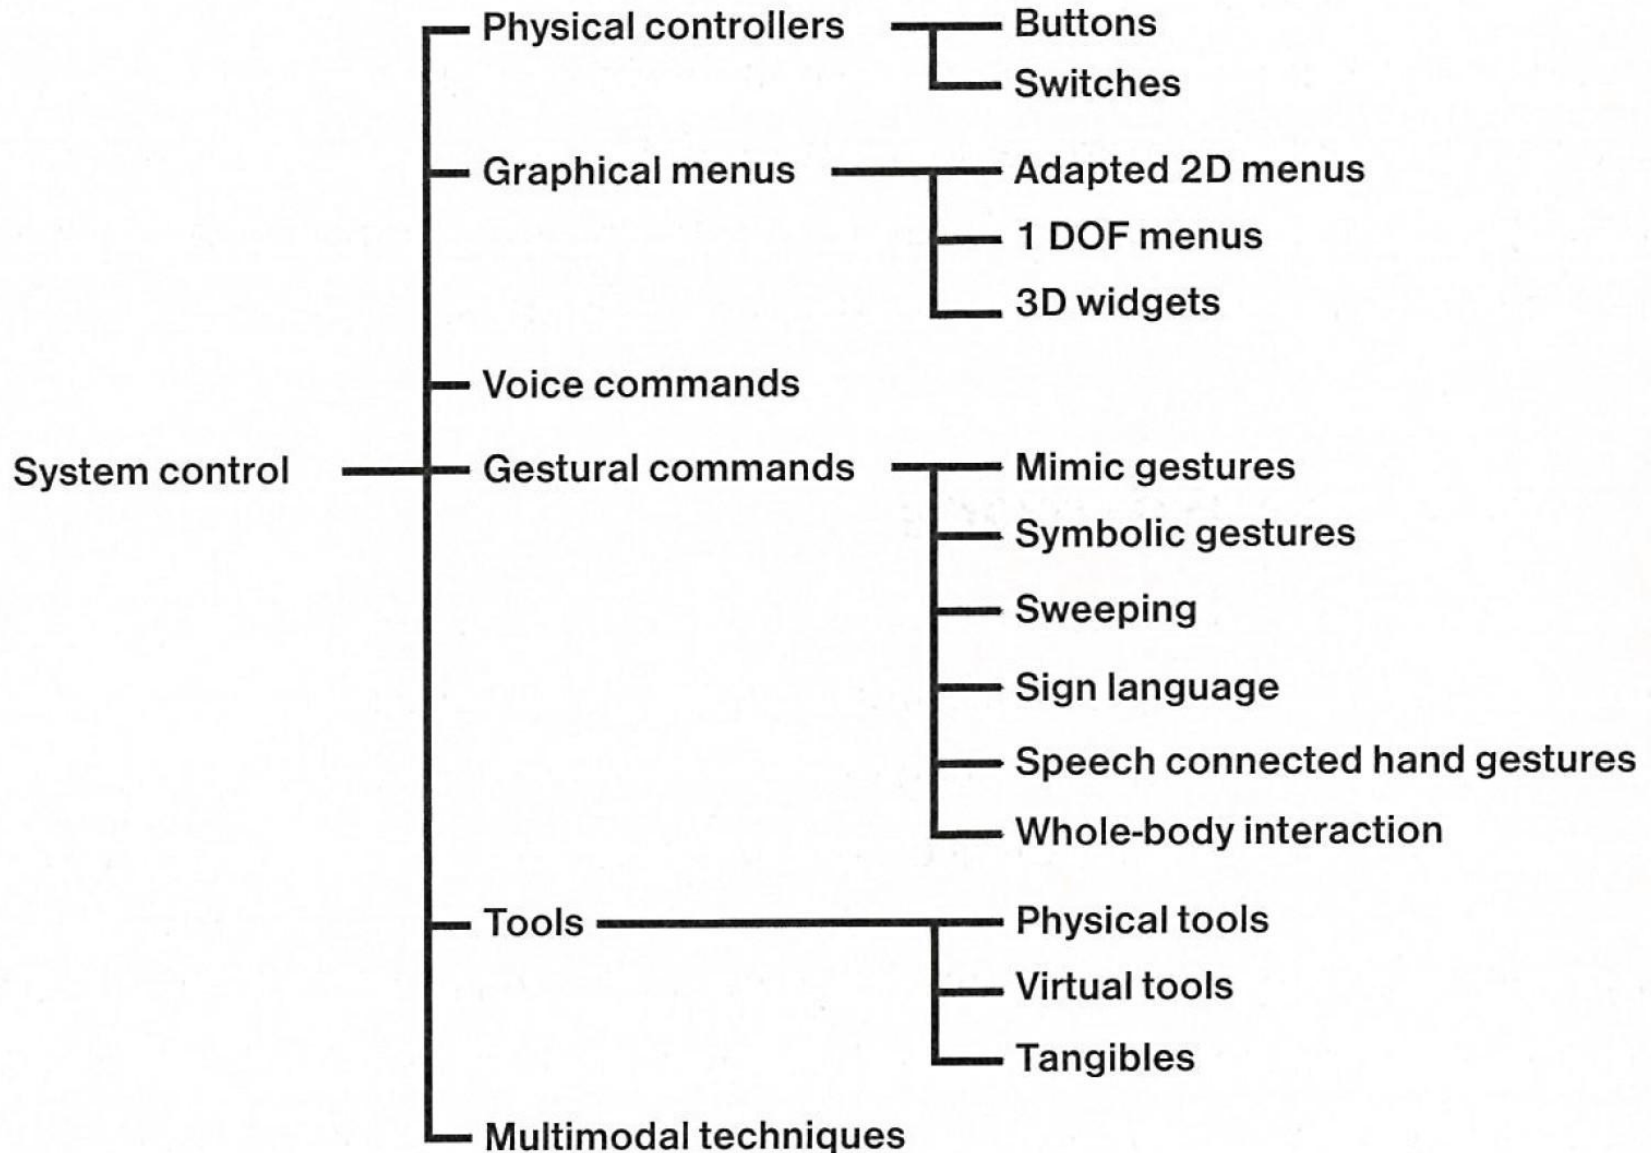 System control
Physical controllers
Buttons
Switches
Graphical menus
Adapted 2D menus
1 DOF menus
3D widgets
Voice commands
Gestural commands
Mimic gestures
Symbolic gestures
Sweeping
Sign language
Speech connected hand gestures
Whole-body interaction
Tools
Physical tools
Virtual tools
Tangibles
Multimodal techniques